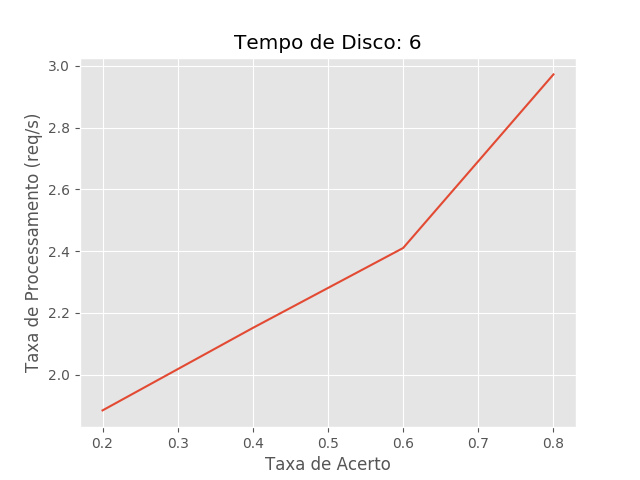 Tempo de Disco: 6
Taxa de Processamento (req/s)
3.0
2.8
2.6
2.4
2.2
2.0
0.2 0.3 0.4 0.5 0.6 0.7 0.8
Taxa de Acerto